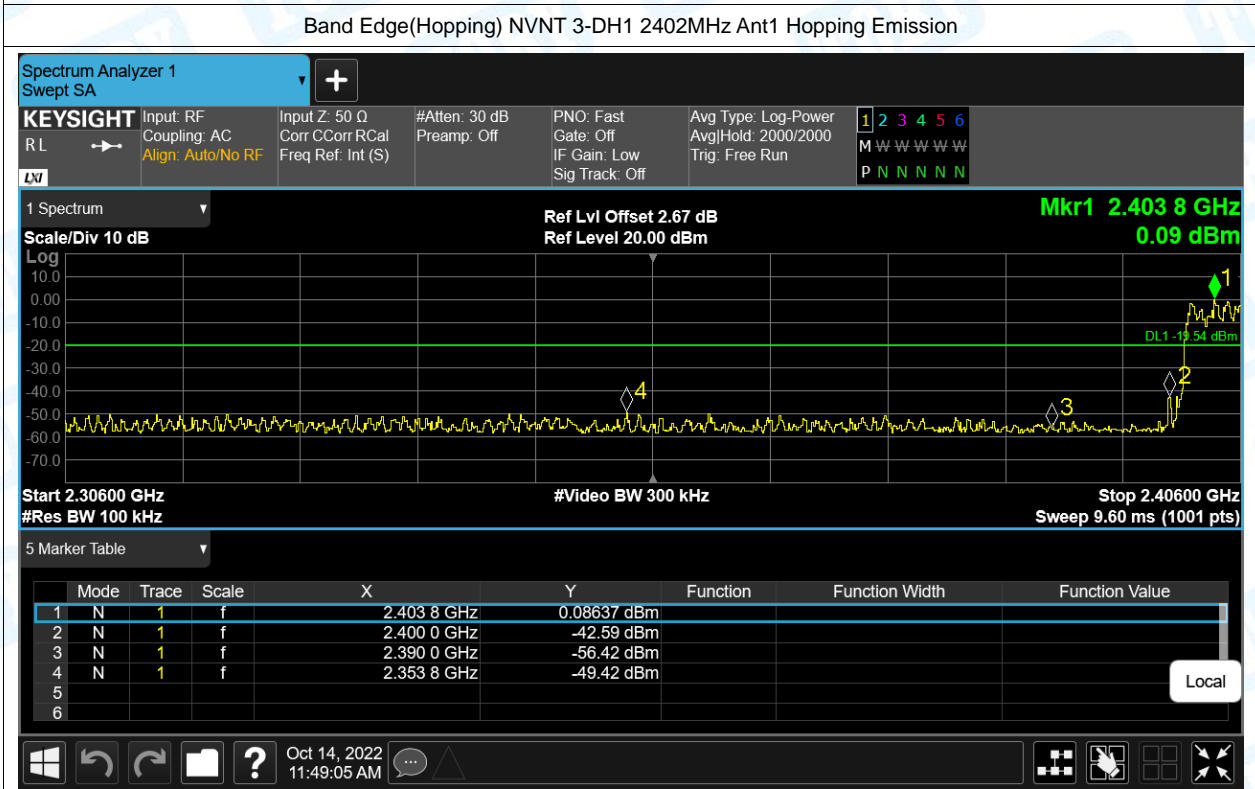 Band Edge(Hopping) NVNT 3-DH1 2402MHz Ant1 Hopping Emission
Spectrum Analyzer 1
Swept SA
KEYSIGHT
R L
LXI
Input: RF
Coupling: AC
Align: Auto/No RF
Input Z: 50 Ω
Corr CCorr RCal
Freq Ref: Int (S)
#Atten: 30 dB
Preamp: Off
PNO: Fast
Gate: Off
IF Gain: Low
Sig Track: Off
Avg Type: Log-Power
Avg|Hold: 2000/2000
Trig: Free Run
1 2 3 4 5 6
M W W W W W
P N N N N N
1 Spectrum
Scale/Div 10 dB
Ref Lvl Offset 2.67 dB
Ref Level 20.00 dBm
Mkr1 2.403 8 GHz
0.09 dBm
Log
10.0
0.00
-10.0
-20.0
-30.0
-40.0
-50.0
-60.0
-70.0
1
DL1 -19.54 dBm
2
4
3
Start 2.30600 GHz
#Video BW 300 kHz
Stop 2.40600 GHz
#Res BW 100 kHz
Sweep 9.60 ms (1001 pts)
5 Marker Table
Mode Trace Scale X Y Function Function Width Function Value
1 N 1 f 2.403 8 GHz 0.08637 dBm
2 N 1 f 2.400 0 GHz -42.59 dBm
3 N 1 f 2.390 0 GHz -56.42 dBm
4 N 1 f 2.353 8 GHz -49.42 dBm
5
6
Local
?
Oct 14, 2022
11:49:05 AM